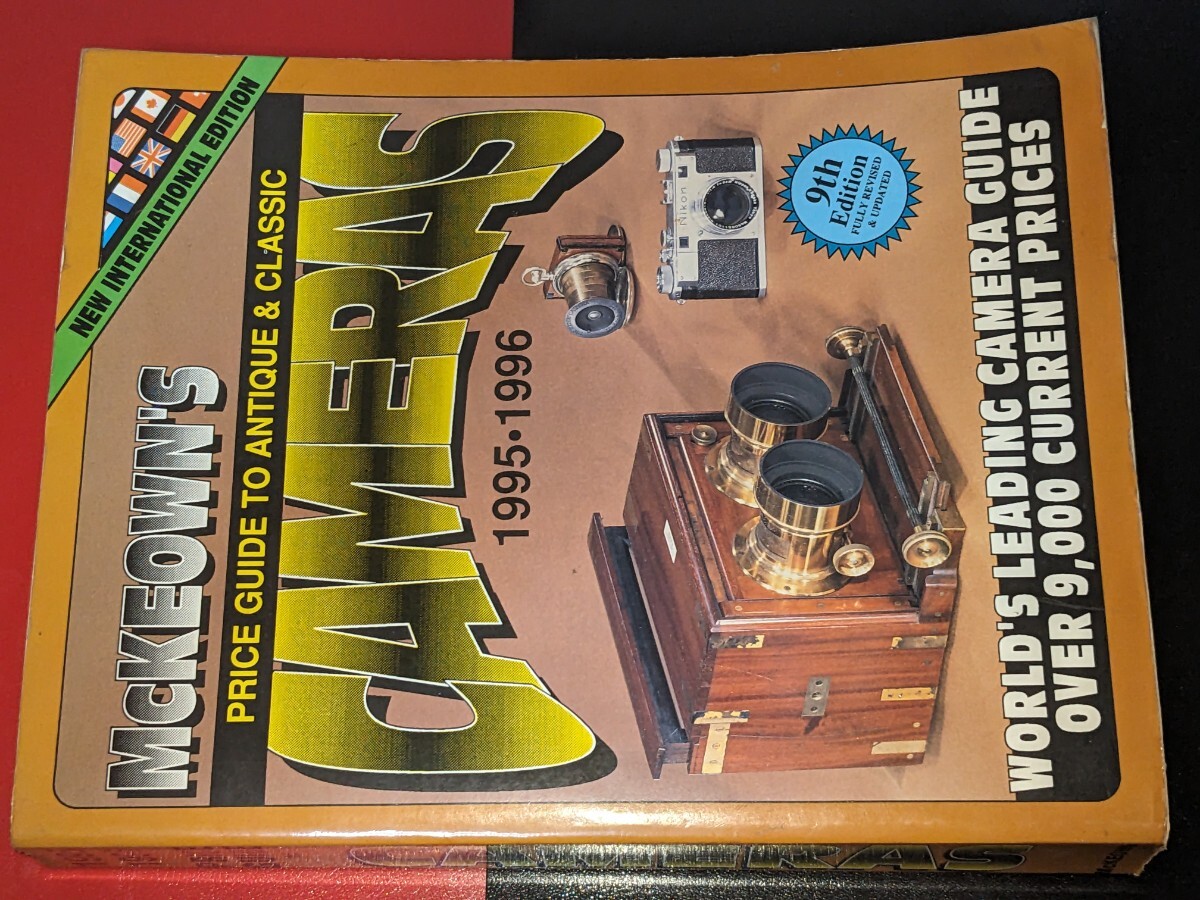 NEW INTERNATIONAL EDITION
McKEOWN'S
PRICE GUIDE TO ANTIQUE & CLASSIC
CAMERAS
1995•1996
Nikon
9th
Edition
FULLY REVISED
& UPDATED
WORLD'S LEADING CAMERA GUIDE
OVER 9,000 CURRENT PRICES
CAMERAS